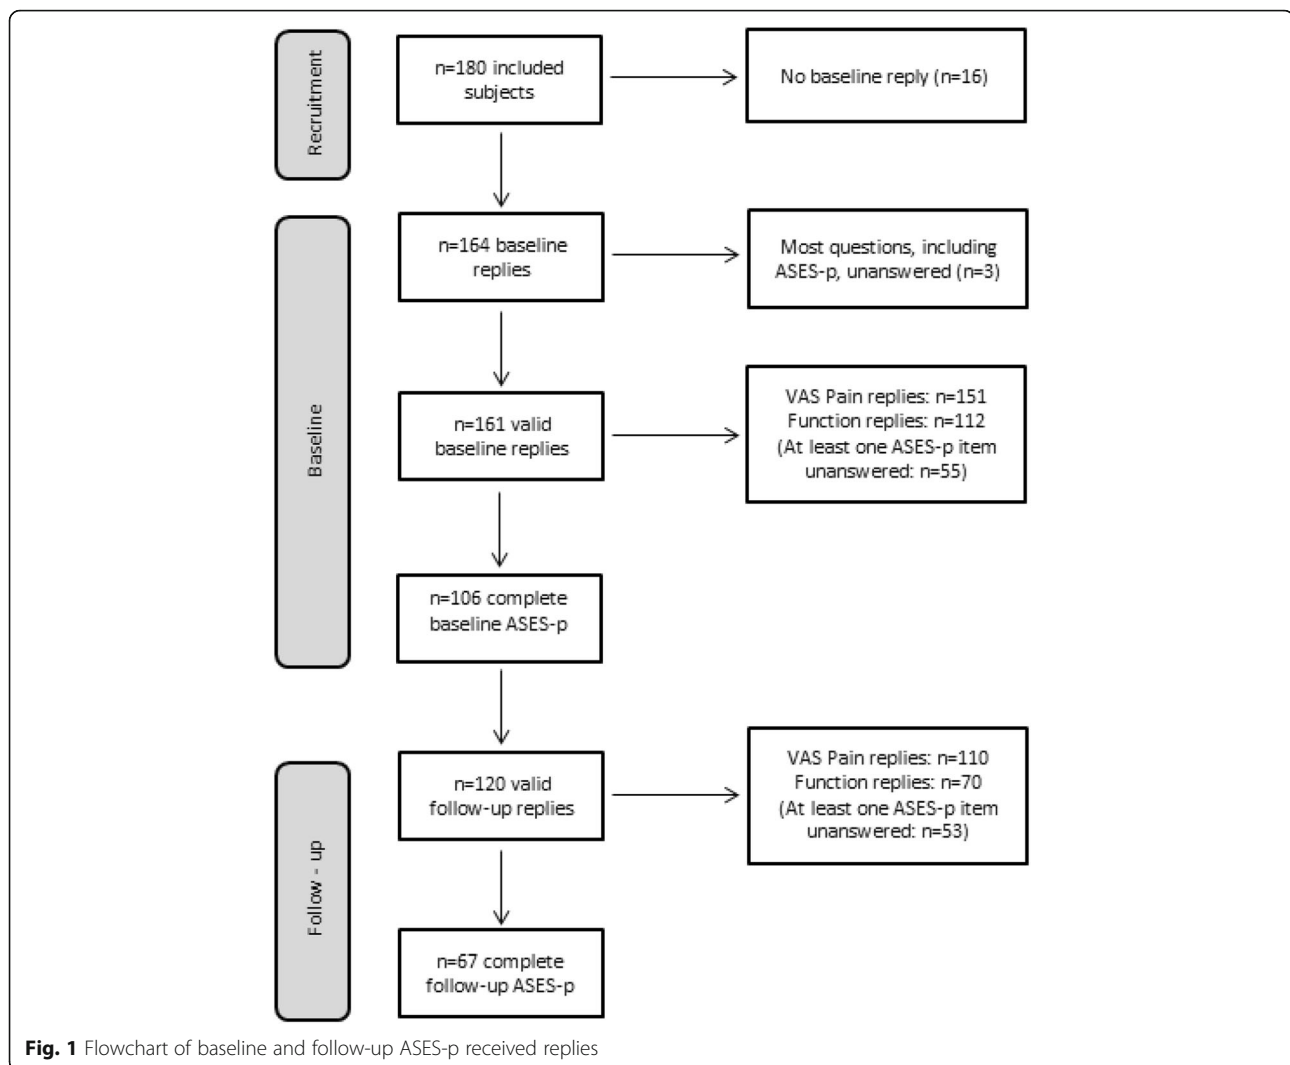 Recruitment
n=180 included
subjects
No baseline reply (n=16)
Baseline
n=164 baseline
replies
Most questions, including
ASES-p, unanswered (n=3)
n=161 valid
baseline replies
VAS Pain replies: n=151
Function replies: n=112
(At least one ASES-p item
unanswered: n=55)
n=106 complete
baseline ASES-p
Follow - up
n=120 valid
follow-up replies
VAS Pain replies: n=110
Function replies: n=70
(At least one ASES-p item
unanswered: n=53)
n=67 complete
follow-up ASES-p
Fig. 1 Flowchart of baseline and follow-up ASES-p received replies